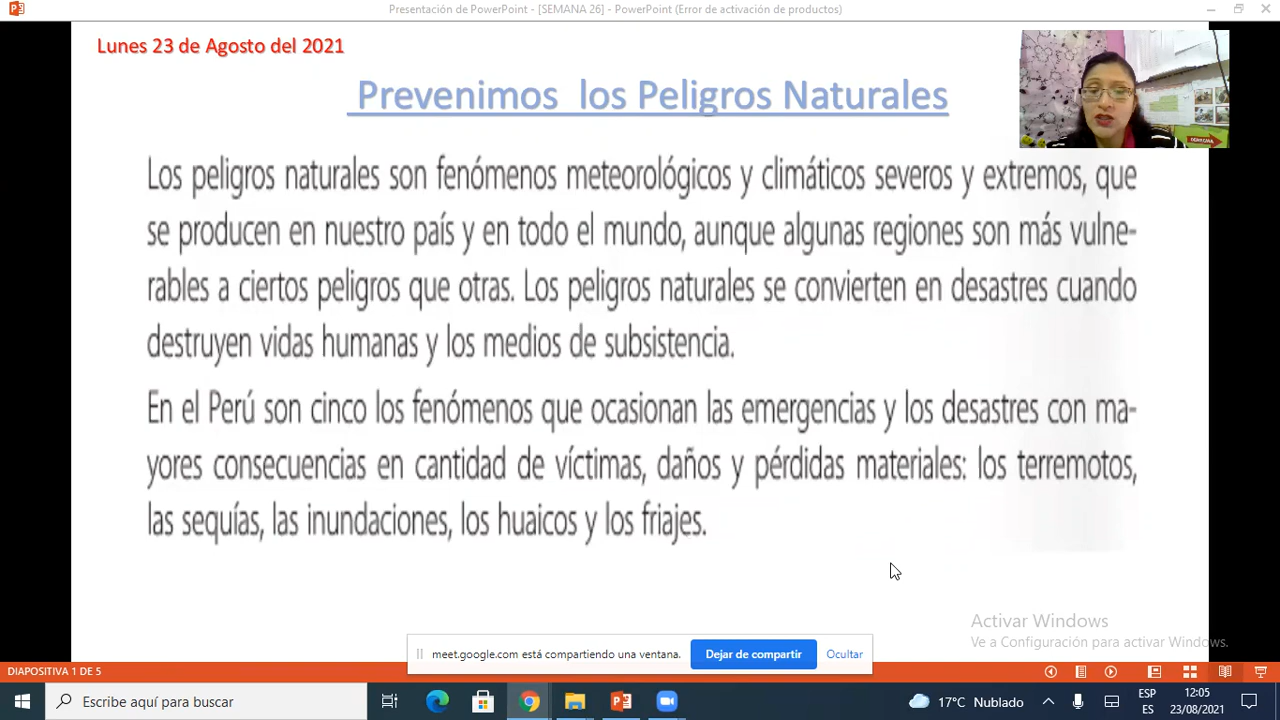 Presentación de PowerPoint - [SEMANA 26] - PowerPoint (Error de activación de productos)
Lunes 23 de Agosto del 2021
Prevenimos los Peligros Naturales
DERECHA
Los peligros naturales son fenómenos meteorológicos y climáticos severos y extremos, que
se producen en nuestro país y en todo el mundo, aunque algunas regiones son más vulne-
rables a ciertos peligros que otras. Los peligros naturales se convierten en desastres cuando
destruyen vidas humanas y los medios de subsistencia.
En el Perú son cinco los fenómenos que ocasionan las emergencias y los desastres con ma-
yores consecuencias en cantidad de víctimas, daños y pérdidas materiales: los terremotos,
las sequías, las inundaciones, los huaicos y los friajes.
Activar Windows
Ve a Configuración para activar Windows.
meet.google.com está compartiendo una ventana.
Dejar de compartir
Ocultar
DIAPOSITIVA 1 DE 5
Escribe aquí para buscar
17°C Nublado
ESP
ES
12:05
23/08/2021